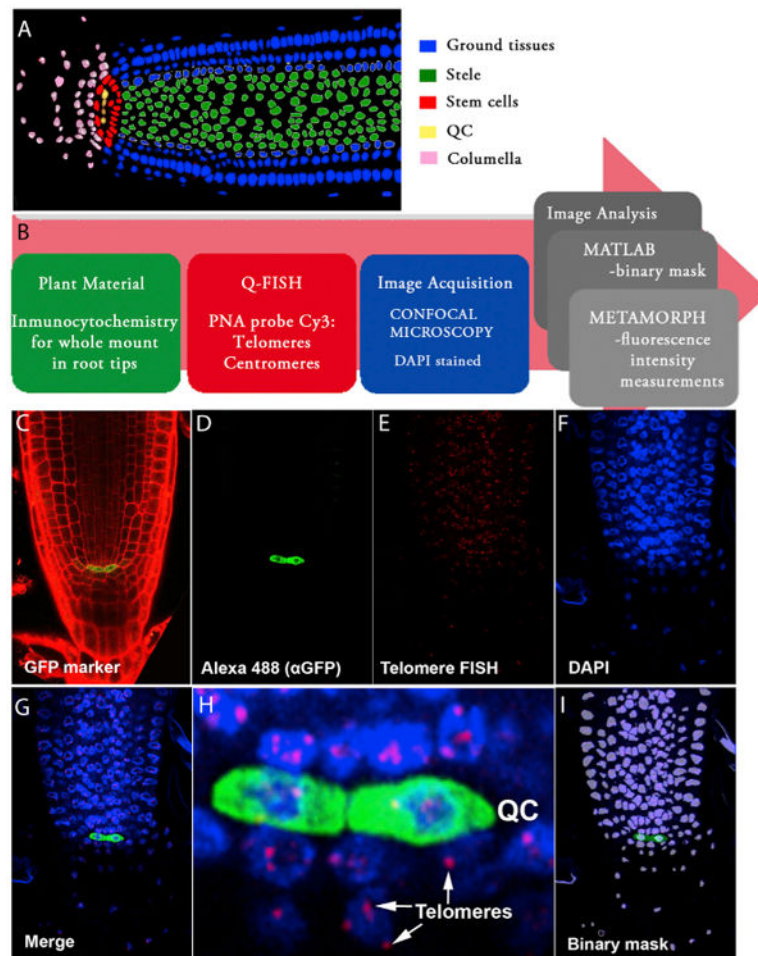 A
Ground tissues
Stele
Stem cells
QC
Columella
B
Plant Material
Inmunocytochemistry
for whole mount
in root tips
Q-FISH
PNA probe Cy3:
Telomeres
Centromeres
Image Acquisition
CONFOCAL
MICROSCOPY
DAPI stained
Image Analysis
MATLAB
-binary mask
METAMORPH
-fluorescence
intensity
measurements
C
GFP marker
D
Alexa 488 (αGFP)
E
Telomere FISH
F
DAPI
G
Merge
H
QC
Telomeres
I
Binary mask